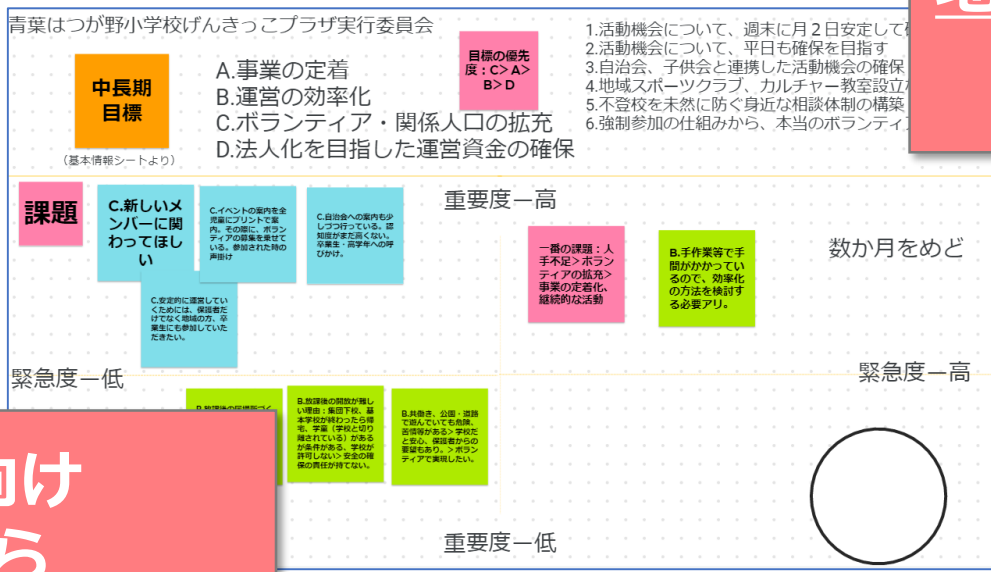 青葉はつが野小学校げんきっこプラザ実行委員会
中長期
目標
（基本情報シートより）
A.事業の定着
B.運営の効率化
C.ボランティア・関係人口の拡充
D.法人化を目指した運営資金の確保
目標の優先
度：C> A>
B> D
1.活動機会について、週末に月２日安定して
2.活動機会について、平日も確保を目指す
3.自治会、子供会と連携した活動機会の確保
4.地域スポーツクラブ、カルチャー教室設立
5.不登校を未然に防ぐ身近な相談体制の構築
6.強制参加の仕組みから、本当のボランティ
課題
C.新しいメ
ンバーに関
わってほし
い
C.イベントの案内を全
児童にプリントで案
内。その際に、ボラン
ティアの募集を乗せて
いる。参加された時の
声掛け
C.自治会への案内も少
しづつ行っている。認
知度がまだ高くない。
卒業生・高学年への呼
びかけ。
C.安定的に運営してい
くためには、保護者だ
けでなく地域の方、卒
業生にも参加していた
だきたい。
重要度ー高
一番の課題：人
手不足>ボラン
ティアの拡充>
事業の定着化、
継続的な活動
B.手作業等で手
間がかかってい
るので、効率化
の方法を検討す
る必要アリ。
数か月をめど
緊急度ー低
緊急度ー高
B.放課後の開放が難し
い理由：集団下校、基
本学校が終わったら帰
宅、学童（学校と切り
離されている）がある
が条件がある、学校が
許可しない> 安全の確
保の責任が持てない。
B.共働き、公園・道路
で遊んでいても危険、
苦情等がある> 学校だ
と安心、保護者からの
要望もあり。> ボラン
ティアで実現したい。
向け
ら
重要度ー低